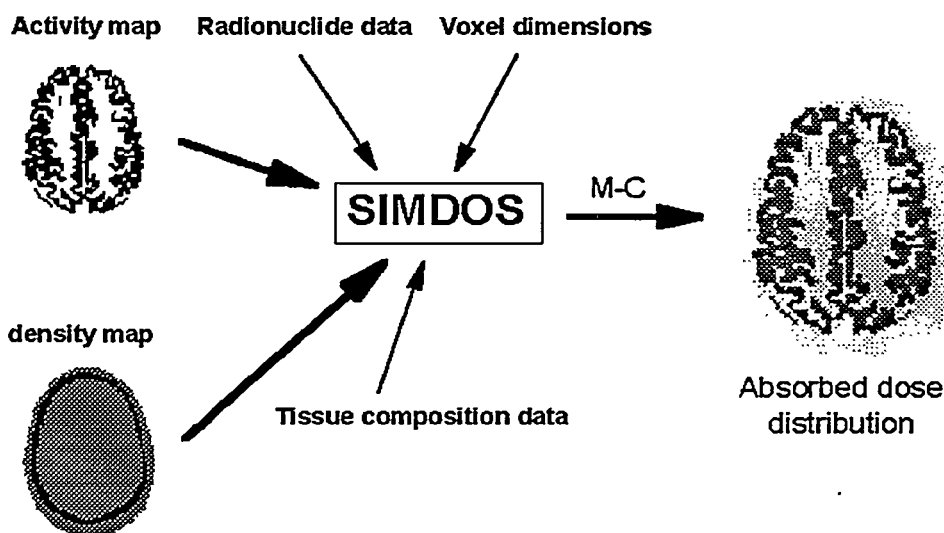 Activity map
Radionuclide data
Voxel dimensions
SIMDOS
M-C
density map
Tissue composition data
Absorbed dose
distribution